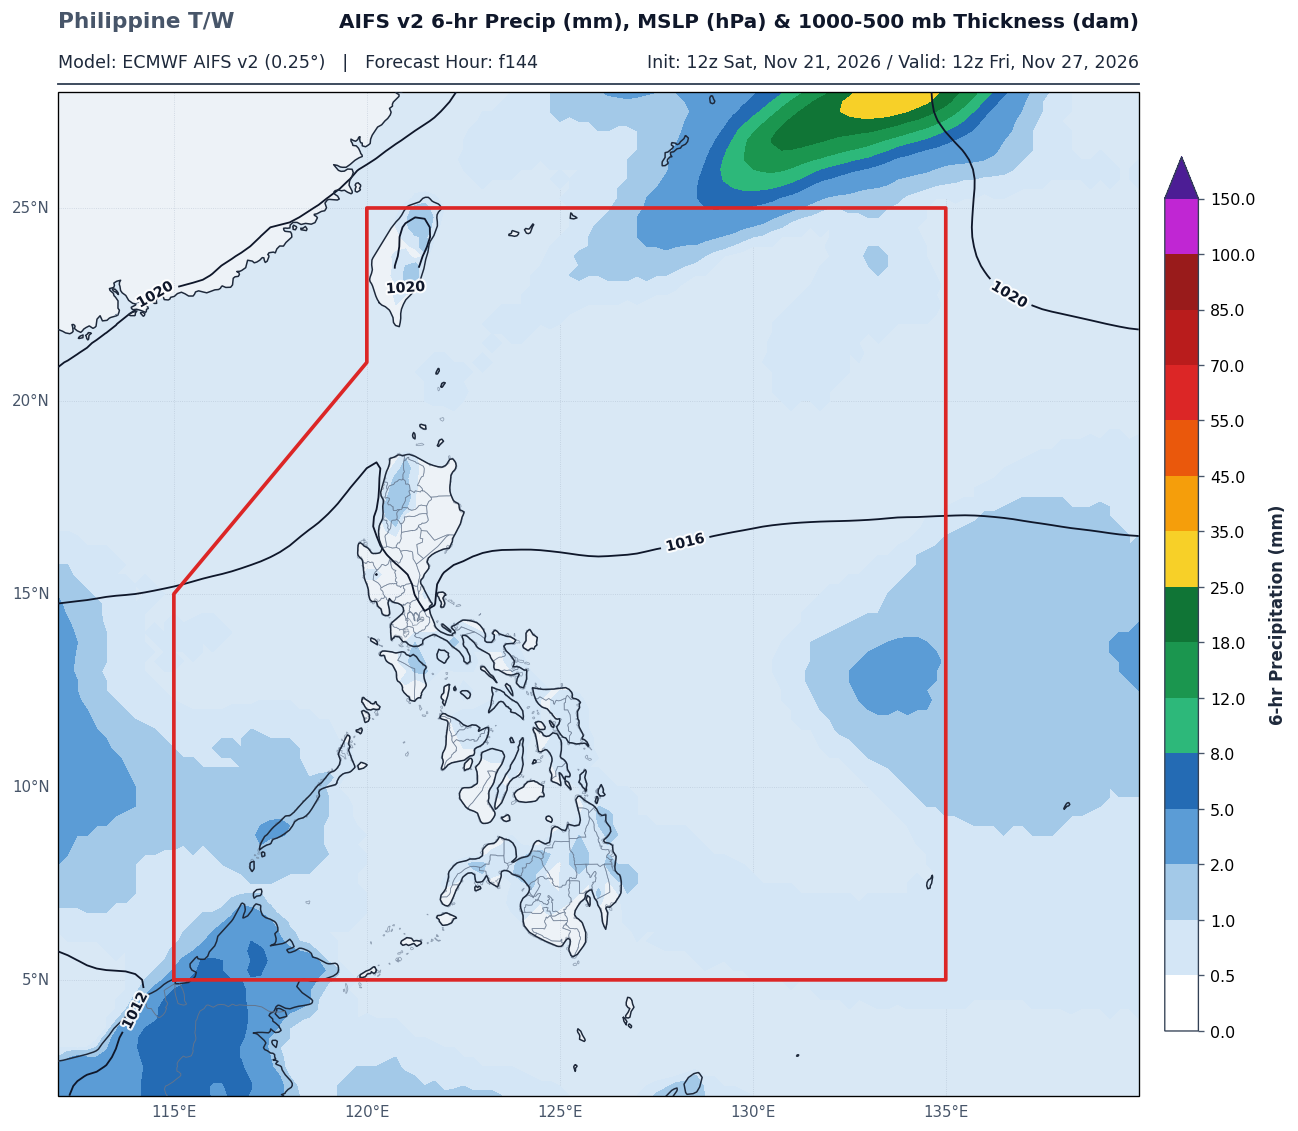 Philippine T/W
AIFS v2 6-hr Precip (mm), MSLP (hPa) & 1000-500 mb Thickness (dam)
Model: ECMWF AIFS v2 (0.25°) | Forecast Hour: f144
Init: 12z Sat, Nov 21, 2026 / Valid: 12z Fri, Nov 27, 2026
25°N
20°N
15°N
10°N
5°N
115°E
120°E
125°E
130°E
135°E
1020
1020
1020
1016
1012
150.0
100.0
85.0
70.0
55.0
45.0
35.0
25.0
18.0
12.0
8.0
5.0
2.0
1.0
0.5
0.0
6-hr Precipitation (mm)